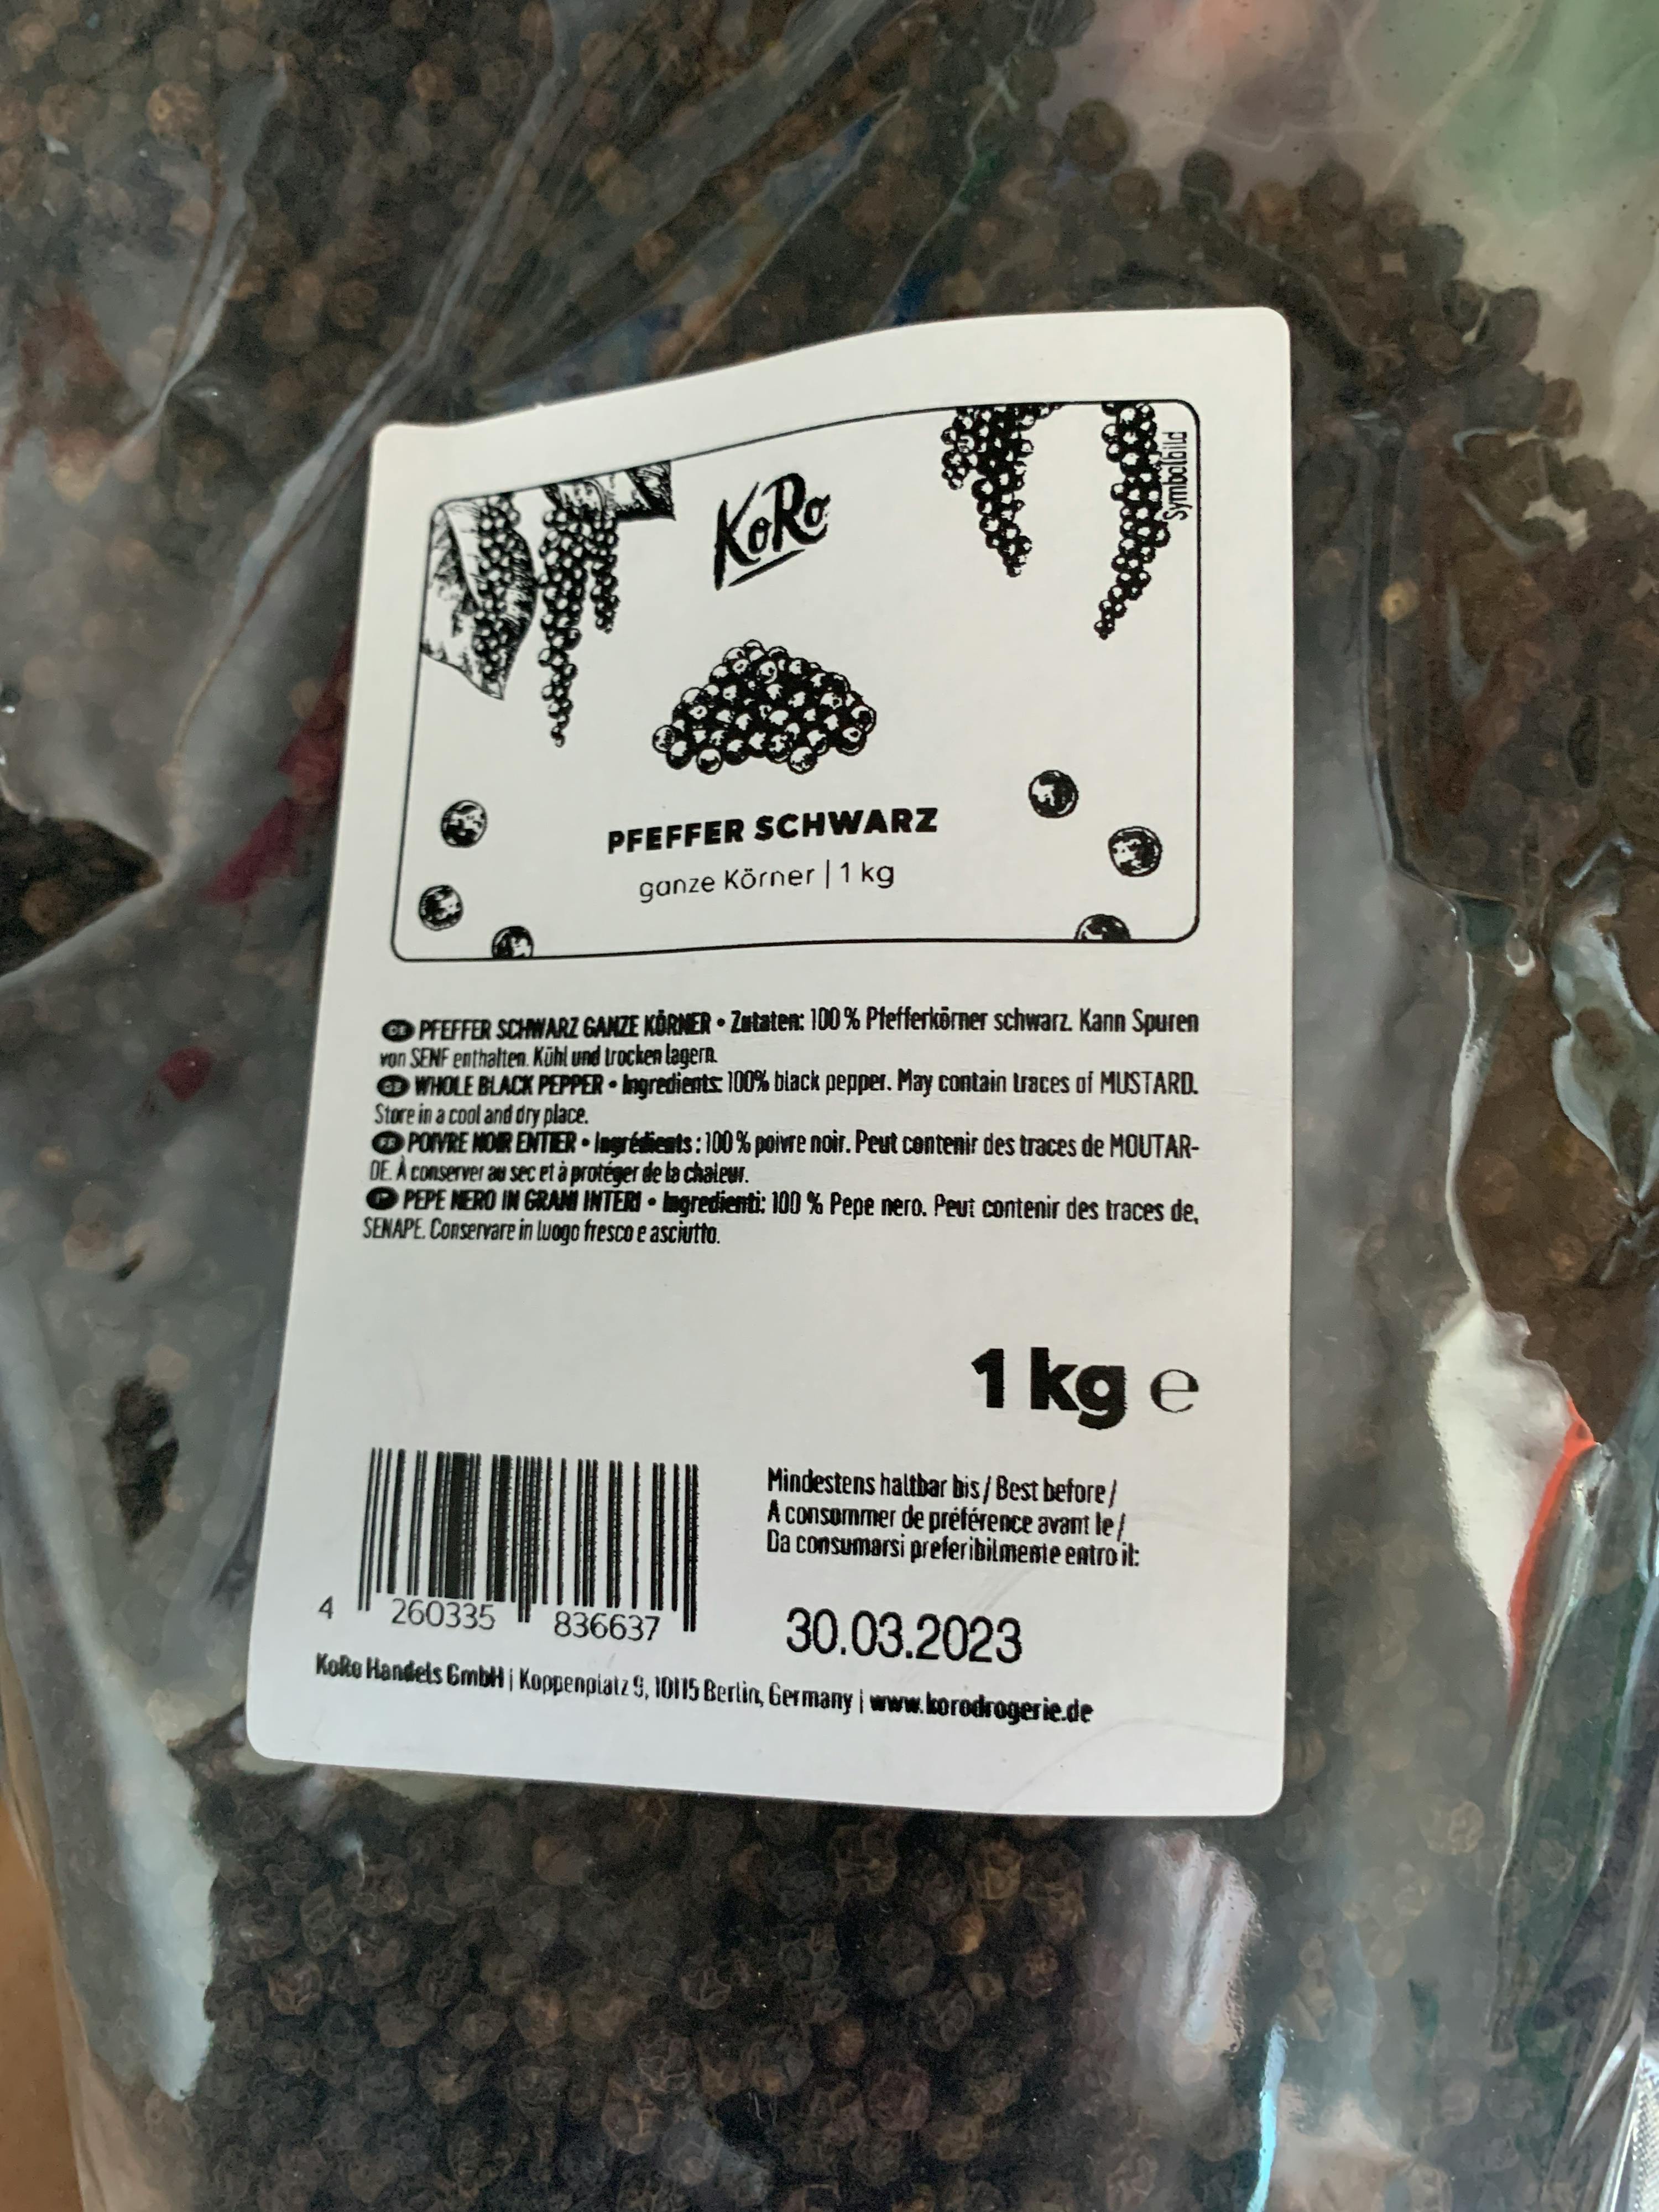 KoRo
Symbolbild
PFEFFER SCHWARZ
ganze Körner | 1 kg
DE PFEFFER SCHWARZ GANZE KÖRNER • Zutaten: 100 % Pfefferkörner schwarz. Kann Spuren
von SENF enthalten. Kühl und trocken lagern.
WHOLE BLACK PEPPER • Ingredients: 100% black pepper. May contain traces of MUSTARD.
Store in a cool and dry place.
FR POIVRE NOIR ENTIER • Ingrédients : 100 % poivre noir. Peut contenir des traces de MOUTAR-
DE. À conserver au sec et à protéger de la chaleur.
IT PEPE NERO IN GRANI INTERI • Ingredienti: 100 % Pepe nero. Peut contenir des traces de,
SENAPE. Conservare in luogo fresco e asciutto.
1 kg e
Mindestens haltbar bis / Best before /
A consommer de préférence avant le /
Da consumarsi preferibilmente entro il:
30.03.2023
4 260335 836637
KoRo Handels GmbH | Koppenplatz 9, 10115 Berlin, Germany | www.korodrogerie.de